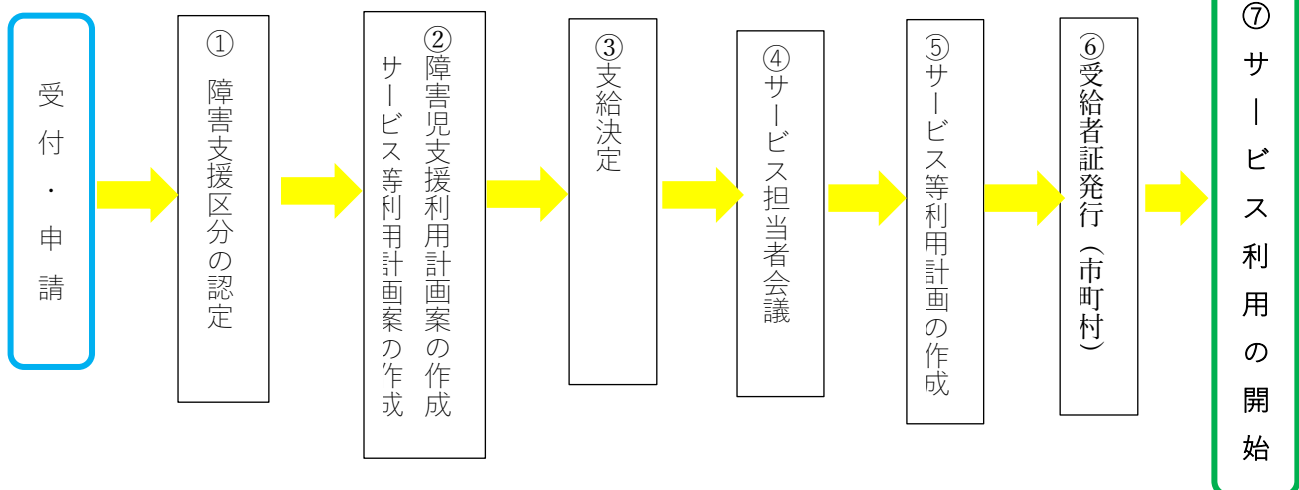 受付・申請
① 障害支援区分の認定
②障害児支援利用計画案の作成
サービス等利用計画案の作成
③支給決定
④サービス担当者会議
⑤サービス等利用計画の作成
⑥受給者証発行（市町村）
⑦サービス利用の開始